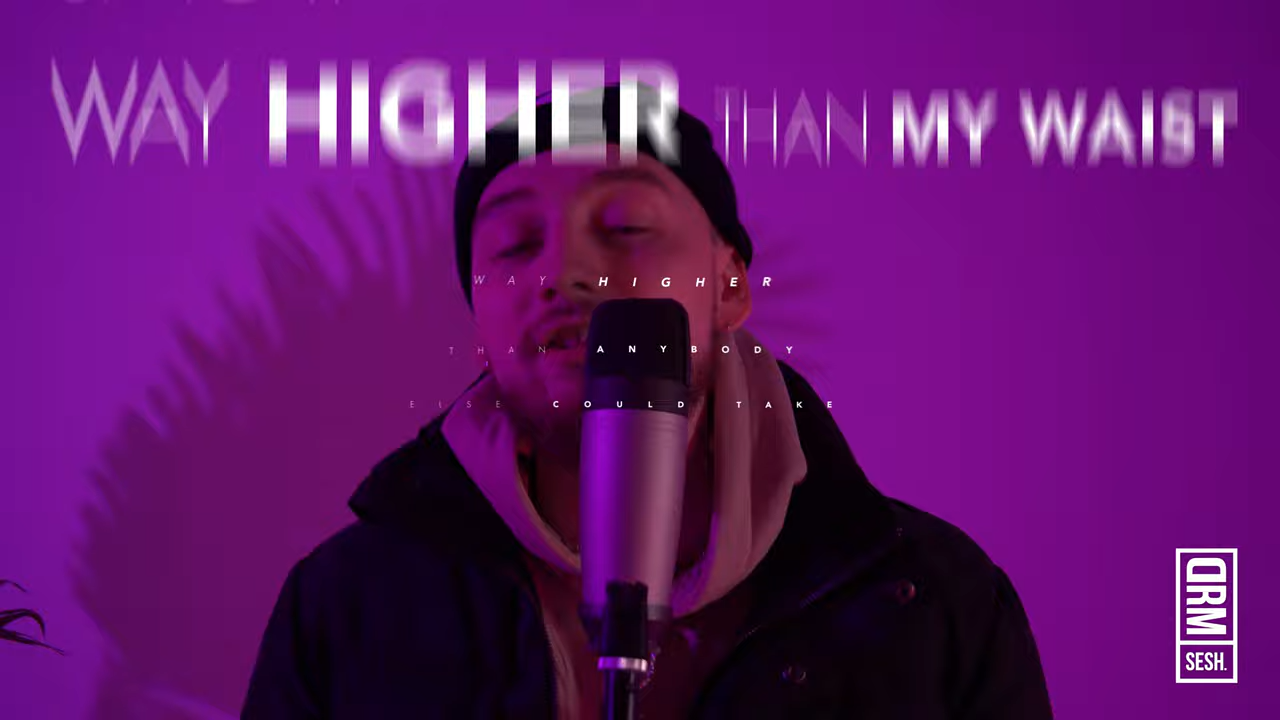 WAY HIGHER THAN MY WAIST
WAY HIGHER
THAN ANYBODY
ELSE COULD TAKE
DRM
SESH.